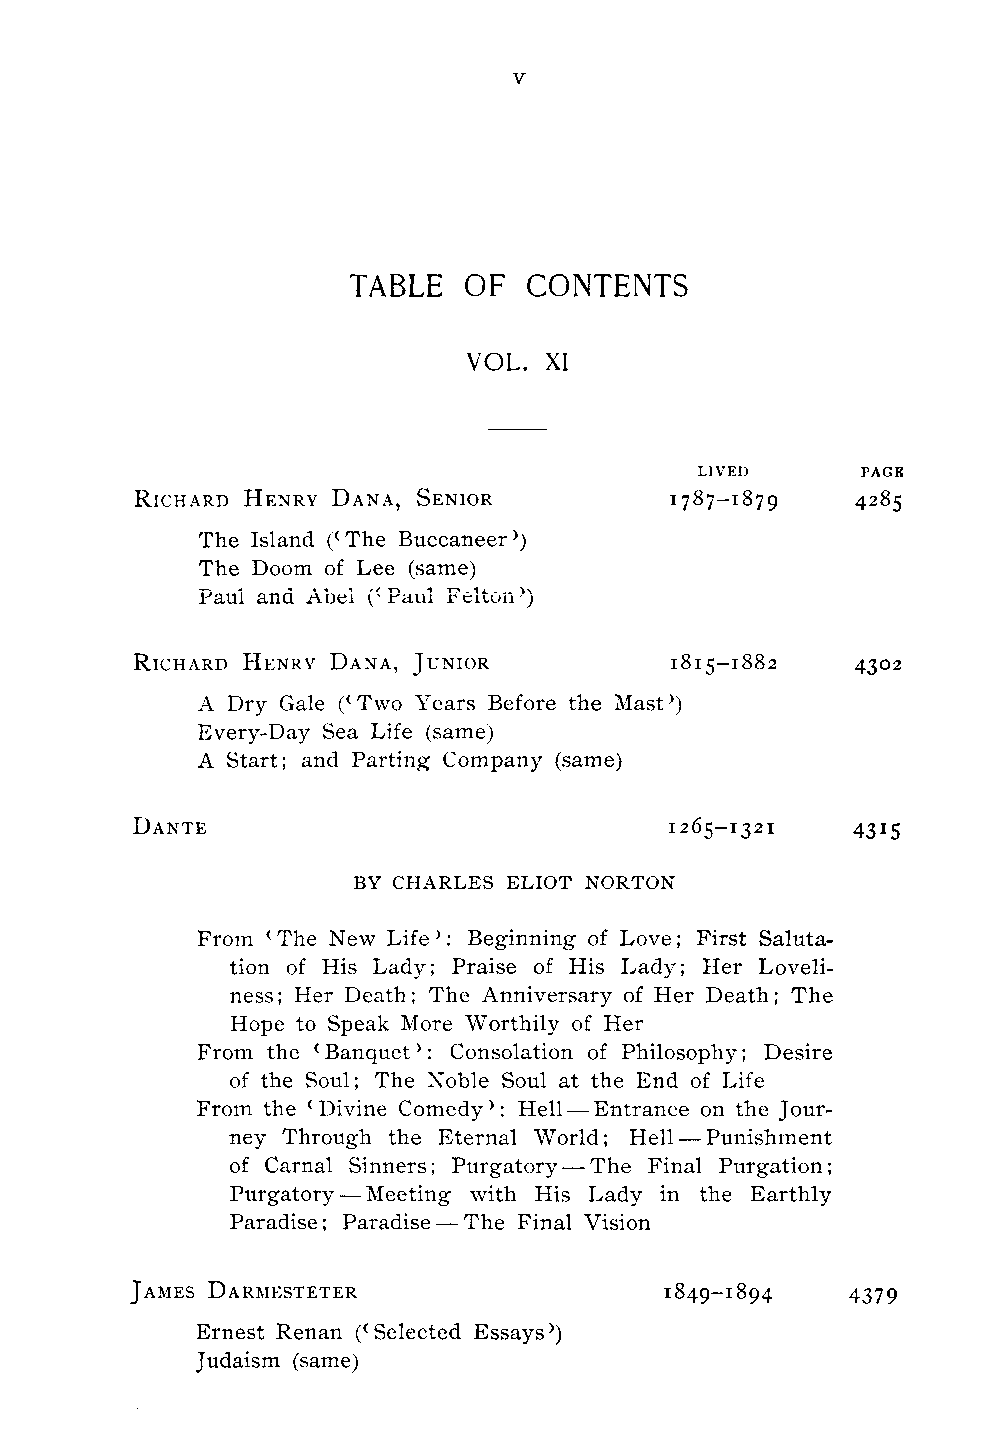 v
TABLE OF CONTENTS
VOL. XI
LIVED PAGE
RICHARD HENRY DANA, SENIOR 1787–1879 4285
The Island (‘The Buccaneer’)
The Doom of Lee (same)
Paul and Abel (‘Paul Felton’)
RICHARD HENRY DANA, JUNIOR 1815–1882 4302
A Dry Gale (‘Two Years Before the Mast’)
Every-Day Sea Life (same)
A Start; and Parting Company (same)
DANTE 1265–1321 4315
BY CHARLES ELIOT NORTON
From ‘The New Life’: Beginning of Love; First Saluta-
tion of His Lady; Praise of His Lady; Her Loveli-
ness; Her Death; The Anniversary of Her Death; The
Hope to Speak More Worthily of Her
From the ‘Banquet’: Consolation of Philosophy; Desire
of the Soul; The Noble Soul at the End of Life
From the ‘Divine Comedy’: Hell—Entrance on the Jour-
ney Through the Eternal World; Hell—Punishment
of Carnal Sinners; Purgatory—The Final Purgation;
Purgatory—Meeting with His Lady in the Earthly
Paradise; Paradise—The Final Vision
JAMES DARMESTETER 1849–1894 4379
Ernest Renan (‘Selected Essays’)
Judaism (same)